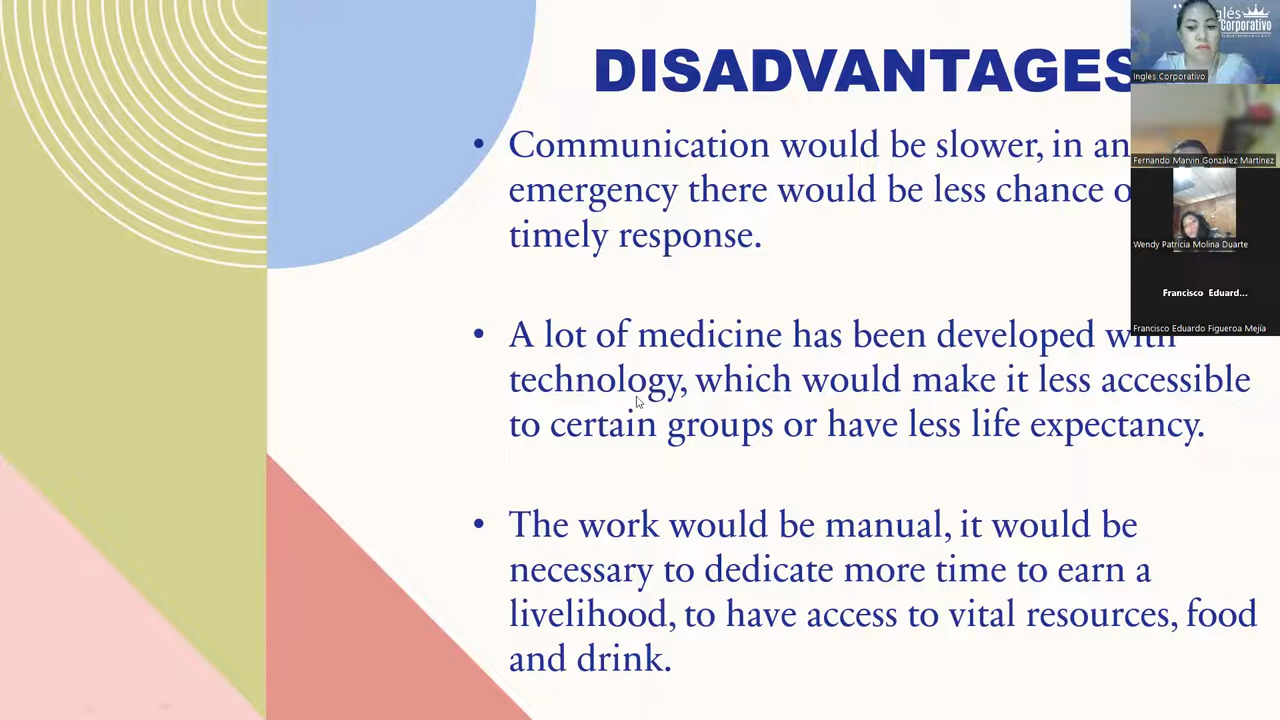 DISADVANTAGES
• Communication would be slower, in an
emergency there would be less chance
timely response.
• A lot of medicine has been developed with
technology, which would make it less accessible
to certain groups or have less life expectancy.
• The work would be manual, it would be
necessary to dedicate more time to earn a
livelihood, to have access to vital resources, food
and drink.
Corporativo
Ingles Corporativo
Fernando Marvin González Martinez
Wendy Patricia Molina Duarte
Francisco Eduard...
Francisco Eduardo Figueroa Mejía